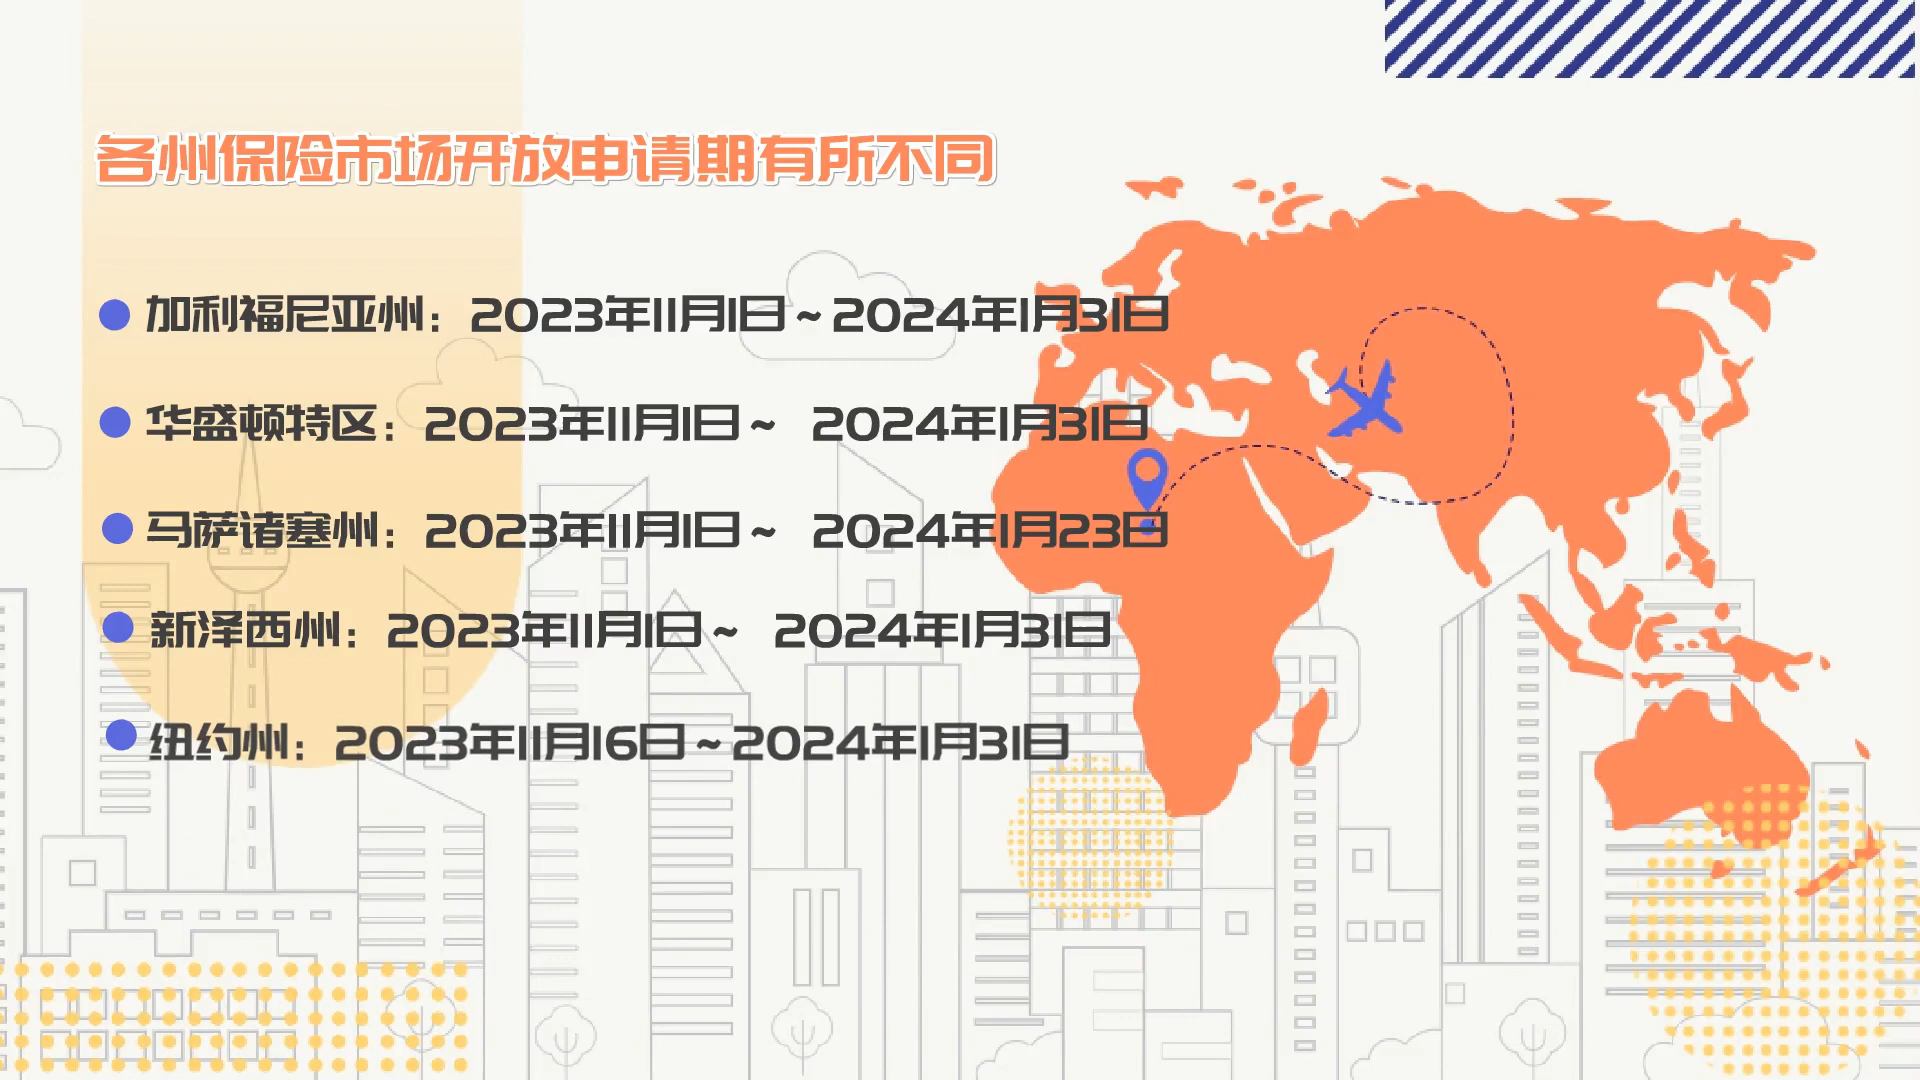 各州保险市场开放申请期有所不同
加利福尼亚州：2023年11月1日~2024年1月31日
华盛顿特区：2023年11月1日~ 2024年1月31日
马萨诸塞州：2023年11月1日~ 2024年1月23日
新泽西州：2023年11月1日~ 2024年1月31日
纽约州：2023年11月16日~2024年1月31日